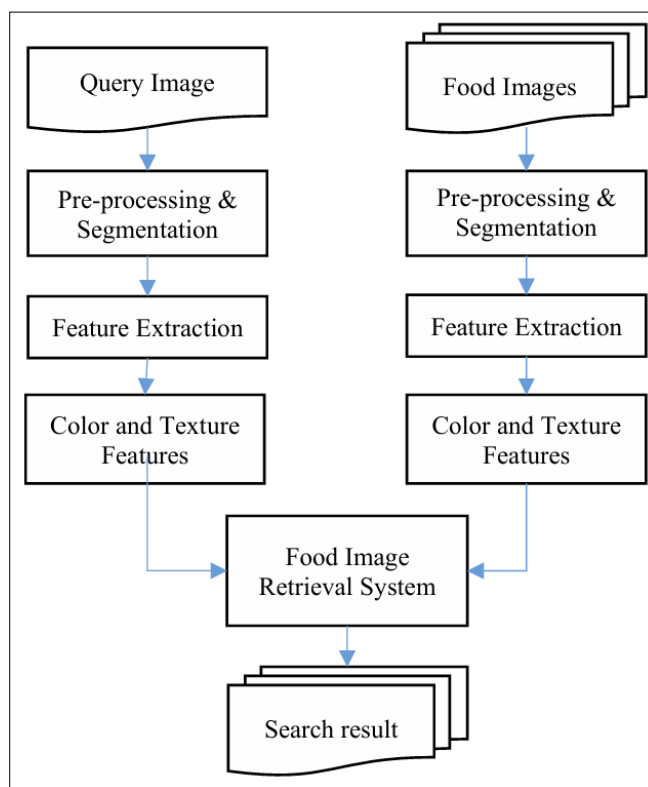 Query Image
Food Images
Pre-processing &
Segmentation
Pre-processing &
Segmentation
Feature Extraction
Feature Extraction
Color and Texture
Features
Color and Texture
Features
Food Image
Retrieval System
Search result